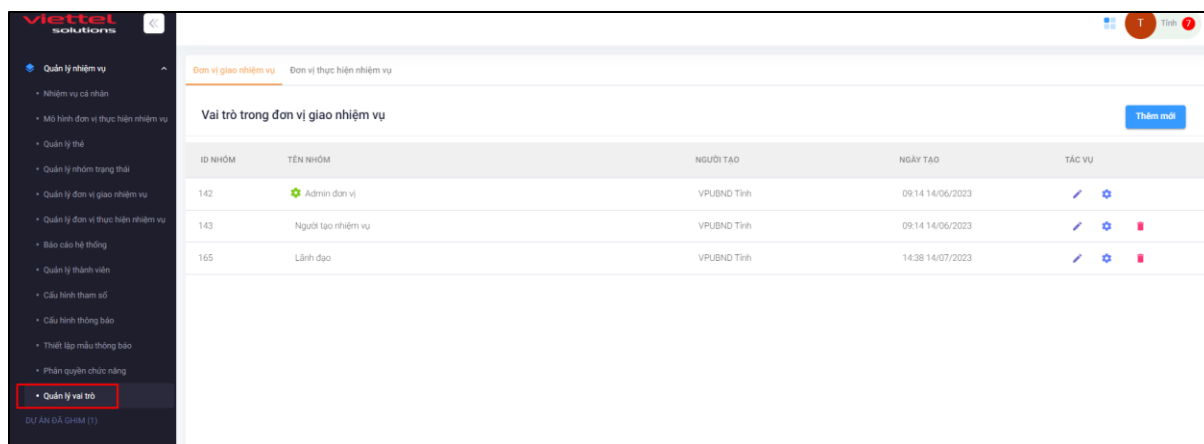 viettel
solutions
T Tỉnh 7
Quản lý nhiệm vụ
• Nhiệm vụ cá nhân
• Mô hình đơn vị thực hiện nhiệm vụ
• Quản lý thẻ
• Quản lý nhóm trạng thái
• Quản lý đơn vị giao nhiệm vụ
• Quản lý đơn vị thực hiện nhiệm vụ
• Báo cáo hệ thống
• Quản lý thành viên
• Cấu hình tham số
• Cấu hình thông báo
• Thiết lập mẫu thông báo
• Phân quyền chức năng
• Quản lý vai trò
DỰ ÁN ĐÃ GHIM (1)
Đơn vị giao nhiệm vụ Đơn vị thực hiện nhiệm vụ
Vai trò trong đơn vị giao nhiệm vụ Thêm mới
ID NHÓM TÊN NHÓM NGƯỜI TẠO NGÀY TẠO TÁC VỤ
142 Admin đơn vị VPUBND Tỉnh 09:14 14/06/2023
143 Người tạo nhiệm vụ VPUBND Tỉnh 09:14 14/06/2023
165 Lãnh đạo VPUBND Tỉnh 14:38 14/07/2023